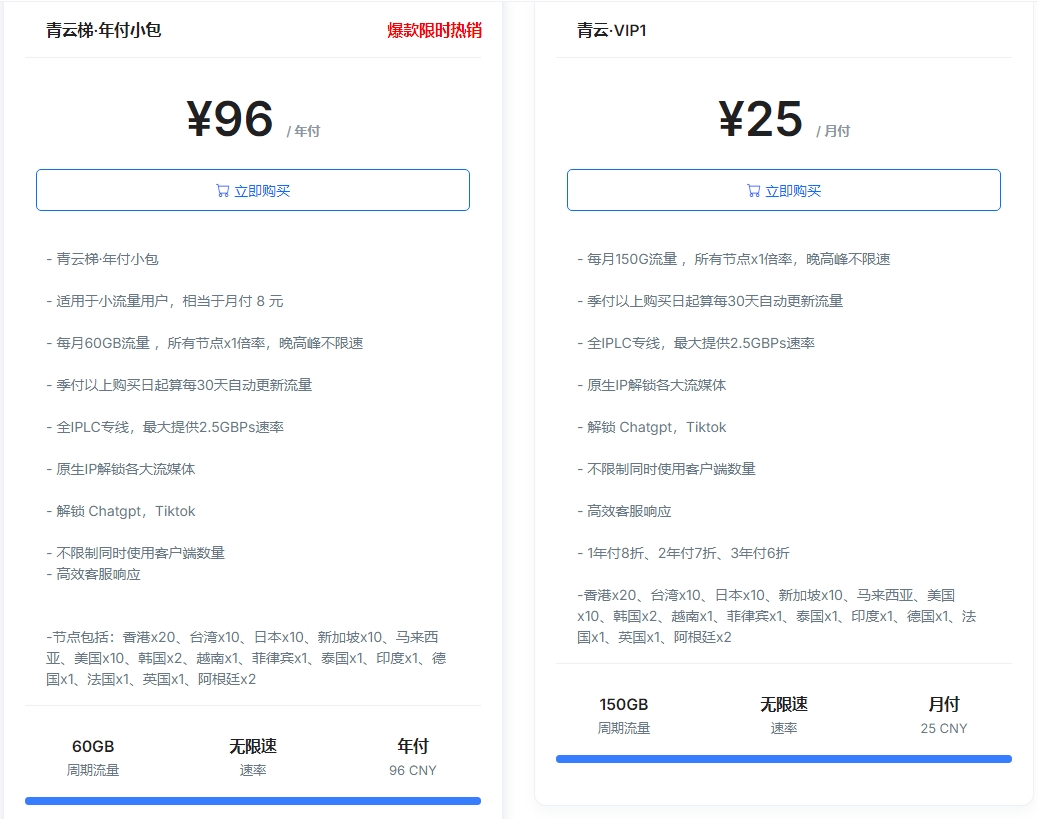 青云梯·年付小包
爆款限时热销
¥96 / 年付
立即购买
- 青云梯·年付小包
- 适用于小流量用户，相当于月付 8 元
- 每月60GB流量 ，所有节点x1倍率，晚高峰不限速
- 季付以上购买日起算每30天自动更新流量
- 全IPLC专线，最大提供2.5GBPs速率
- 原生IP解锁各大流媒体
- 解锁 Chatgpt，Tiktok
- 不限制同时使用客户端数量
- 高效客服响应
-节点包括：香港x20、台湾x10、日本x10、新加坡x10、马来西
亚、美国x10、韩国x2、越南x1、菲律宾x1、泰国x1、印度x1、德
国x1、法国x1、英国x1、阿根廷x2
60GB 无限速 年付
周期流量 速率 96 CNY
青云·VIP1
¥25 / 月付
立即购买
- 每月150G流量 ，所有节点x1倍率，晚高峰不限速
- 季付以上购买日起算每30天自动更新流量
- 全IPLC专线，最大提供2.5GBPs速率
- 原生IP解锁各大流媒体
- 解锁 Chatgpt，Tiktok
- 不限制同时使用客户端数量
- 高效客服响应
- 1年付8折、2年付7折、3年付6折
-香港x20、台湾x10、日本x10、新加坡x10、马来西亚、美国
x10、韩国x2、越南x1、菲律宾x1、泰国x1、印度x1、德国x1、法
国x1、英国x1、阿根廷x2
150GB 无限速 月付
周期流量 速率 25 CNY